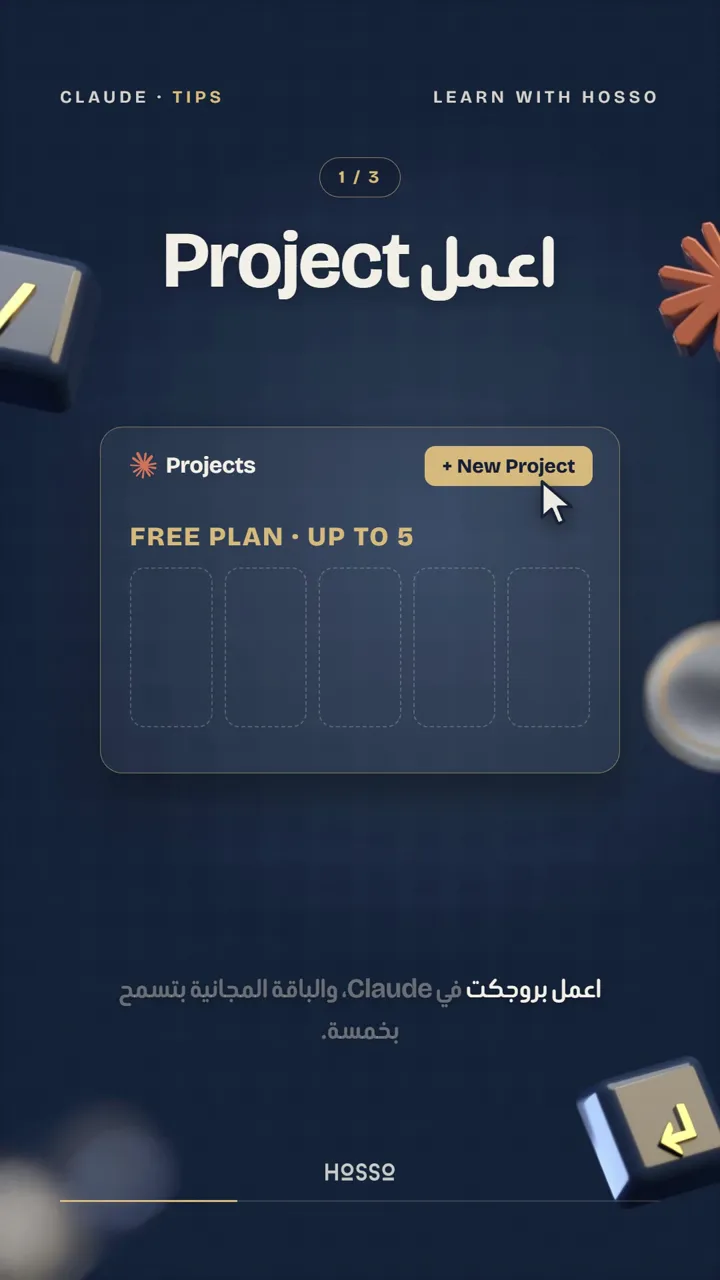 CLAUDE · TIPS
LEARN WITH HOSSO
1 / 3
اعمل Project
Projects
+ New Project
FREE PLAN · UP TO 5
اعمل بروجكت في Claude، والباقة المجانية بتسمح
بخمسة.
HOSSO